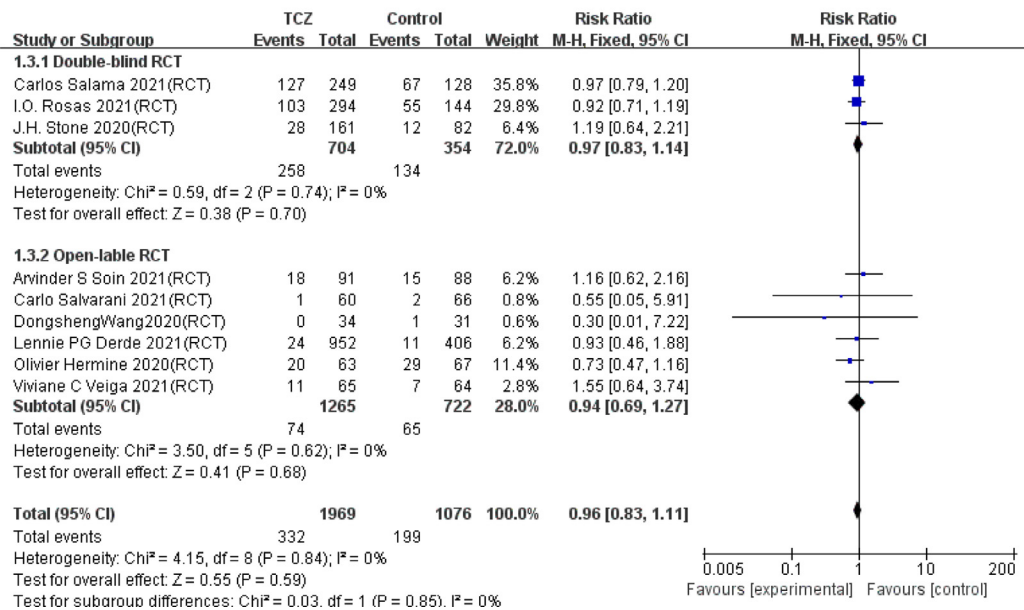 TCZ Control Risk Ratio Risk Ratio
Study or Subgroup Events Total Events Total Weight M-H, Fixed, 95% CI M-H, Fixed, 95% CI
1.3.1 Double-blind RCT
Carlos Salama 2021(RCT) 127 249 67 128 35.8% 0.97 [0.79, 1.20]
I.O. Rosas 2021(RCT) 103 294 55 144 29.8% 0.92 [0.71, 1.19]
J.H. Stone 2020(RCT) 28 161 12 82 6.4% 1.19 [0.64, 2.21]
Subtotal (95% CI) 704 354 72.0% 0.97 [0.83, 1.14]
Total events 258 134
Heterogeneity: Chi² = 0.59, df = 2 (P = 0.74); I² = 0%
Test for overall effect: Z = 0.38 (P = 0.70)
1.3.2 Open-lable RCT
Arvinder S Soin 2021(RCT) 18 91 15 88 6.2% 1.16 [0.62, 2.16]
Carlo Salvarani 2021(RCT) 1 60 2 66 0.8% 0.55 [0.05, 5.91]
DongshengWang2020(RCT) 0 34 1 31 0.6% 0.30 [0.01, 7.22]
Lennie PG Derde 2021(RCT) 24 952 11 406 6.2% 0.93 [0.46, 1.88]
Olivier Hermine 2020(RCT) 20 63 29 67 11.4% 0.73 [0.47, 1.16]
Viviane C Veiga 2021(RCT) 11 65 7 64 2.8% 1.55 [0.64, 3.74]
Subtotal (95% CI) 1265 722 28.0% 0.94 [0.69, 1.27]
Total events 74 65
Heterogeneity: Chi² = 3.50, df = 5 (P = 0.62); I² = 0%
Test for overall effect: Z = 0.41 (P = 0.68)
Total (95% CI) 1969 1076 100.0% 0.96 [0.83, 1.11]
Total events 332 199
Heterogeneity: Chi² = 4.15, df = 8 (P = 0.84); I² = 0%
Test for overall effect: Z = 0.55 (P = 0.59)
Test for subgroup differences: Chi² = 0.03, df = 1 (P = 0.85), I² = 0%
0.005 0.1 1 10 200
Favours [experimental] Favours [control]